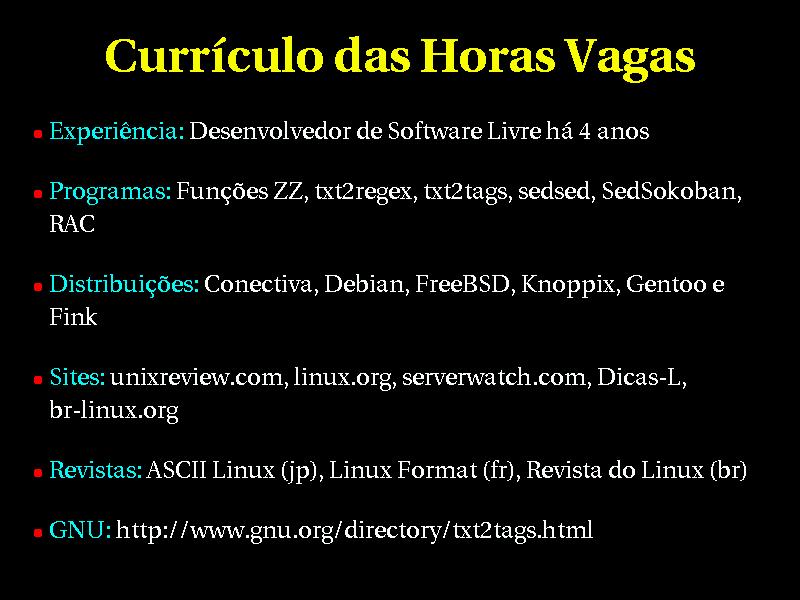 Currículo das Horas Vagas
Experiência: Desenvolvedor de Software Livre há 4 anos
Programas: Funções ZZ, txt2regex, txt2tags, sedsed, SedSokoban,
RAC
Distribuições: Conectiva, Debian, FreeBSD, Knoppix, Gentoo e
Fink
Sites: unixreview.com, linux.org, serverwatch.com, Dicas-L,
br-linux.org
Revistas: ASCII Linux (jp), Linux Format (fr), Revista do Linux (br)
GNU: http://www.gnu.org/directory/txt2tags.html